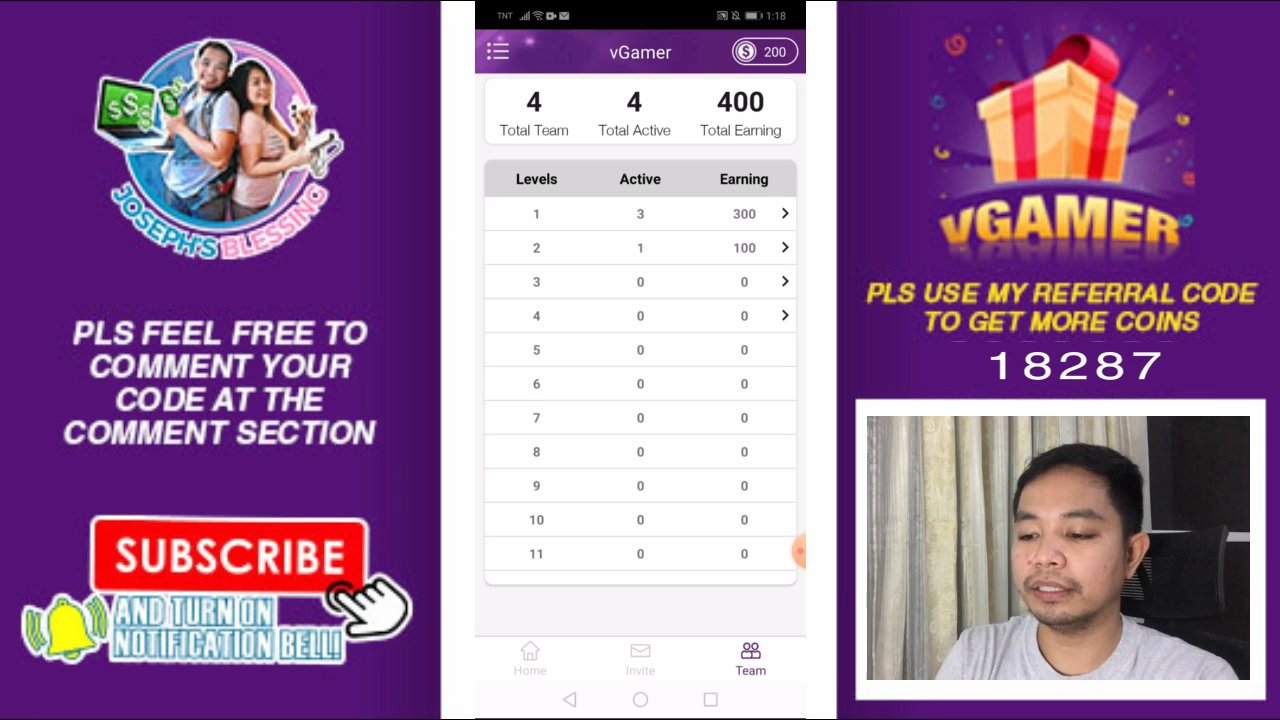 JOSEPH'S BLESSING
PLS FEEL FREE TO
COMMENT YOUR
CODE AT THE
COMMENT SECTION
SUBSCRIBE
AND TURN ON
NOTIFICATION BELL!!
TNT 1:18
vGamer 200
4 4 400
Total Team Total Active Total Earning
Levels Active Earning
1 3 300
2 1 100
3 0 0
4 0 0
5 0 0
6 0 0
7 0 0
8 0 0
9 0 0
10 0 0
11 0 0
Home Invite Team
VGAMER
PLS USE MY REFERRAL CODE
TO GET MORE COINS
18287